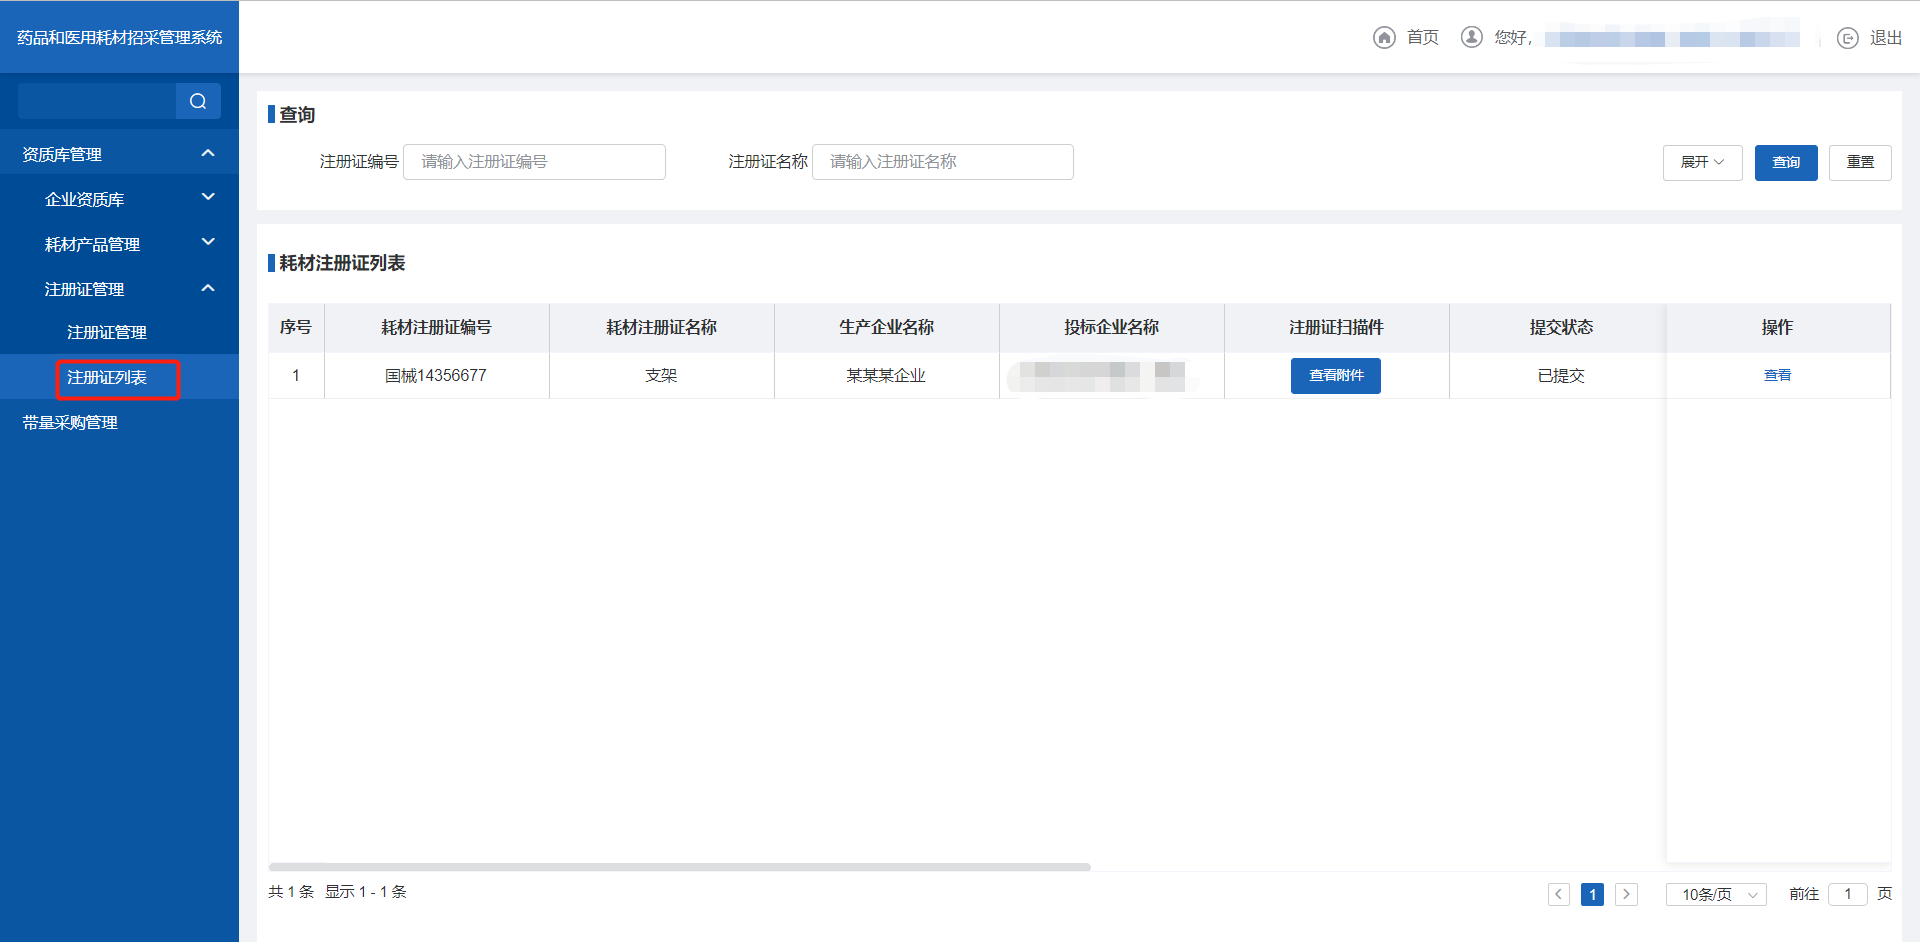 药品和医用耗材招采管理系统
首页
您好,
退出
资质库管理
企业资质库
耗材产品管理
注册证管理
注册证管理
注册证列表
带量采购管理
查询
注册证编号 请输入注册证编号 注册证名称 请输入注册证名称 展开 查询 重置
耗材注册证列表
序号 耗材注册证编号 耗材注册证名称 生产企业名称 投标企业名称 注册证扫描件 提交状态 操作
1 国械14356677 支架 某某某企业 查看附件 已提交 查看
共 1 条 显示 1 - 1 条 1 10条/页 前往 1 页